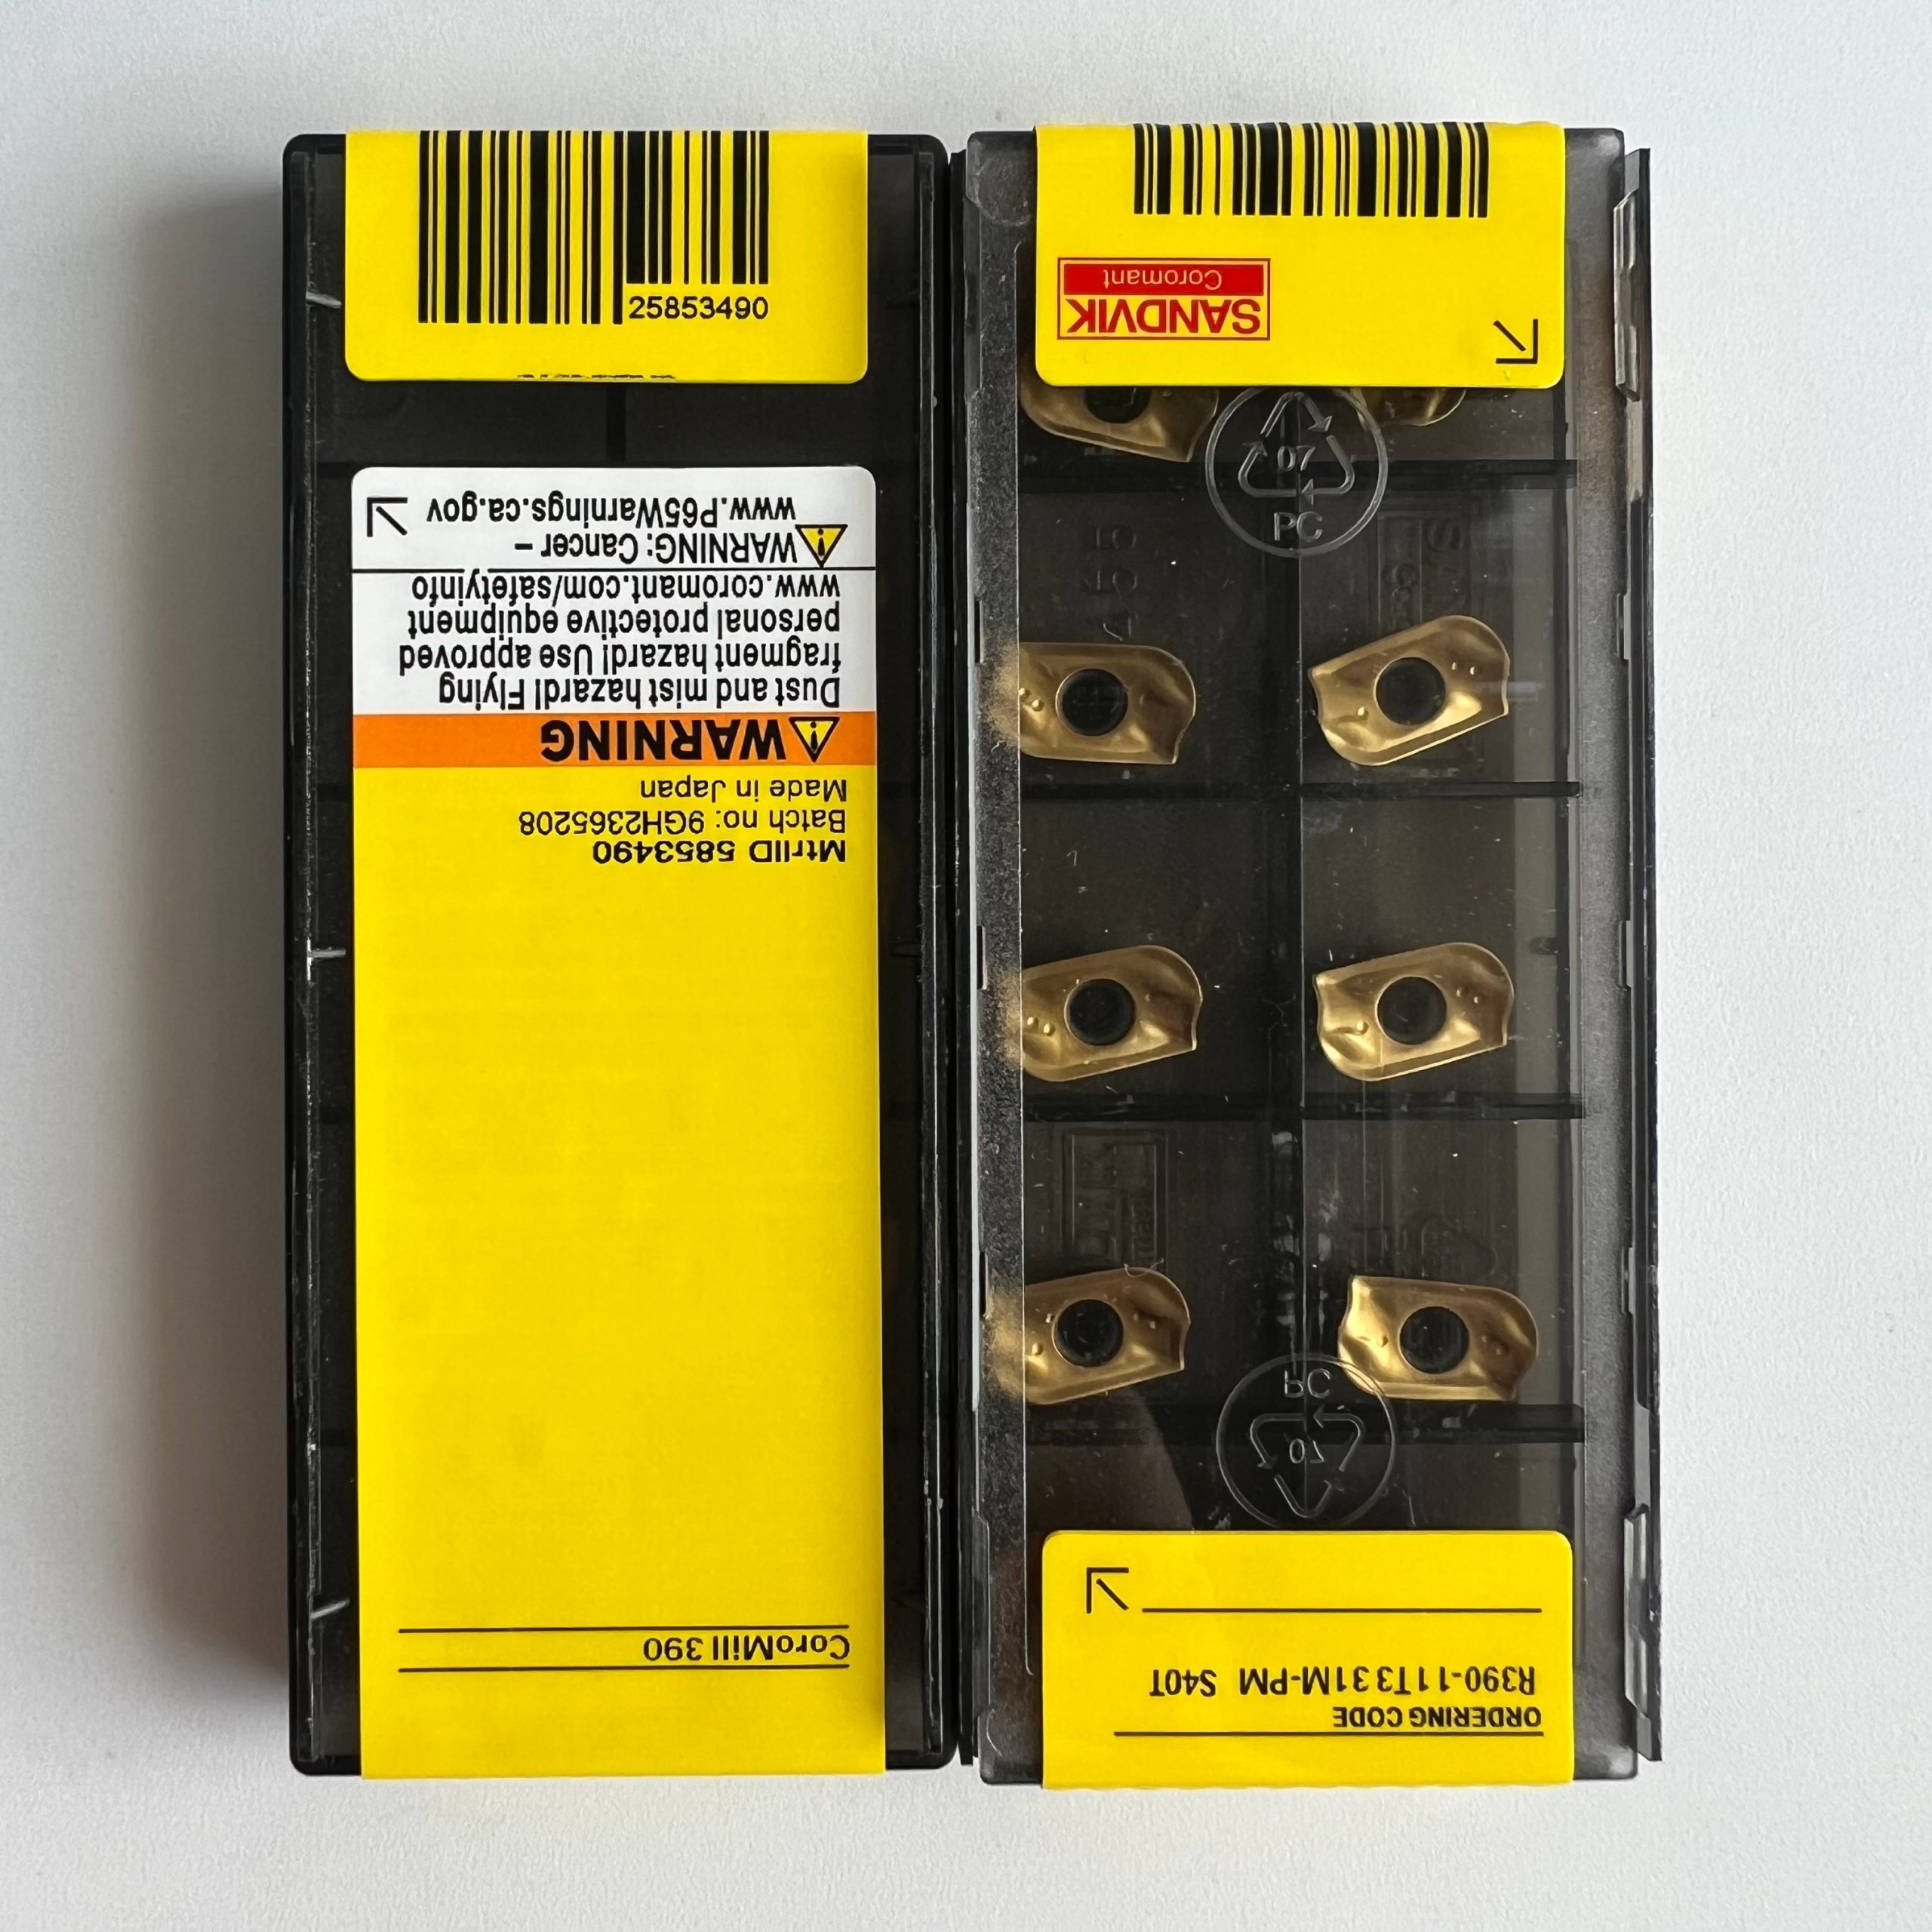 25853490
CoroMill 390
MtrlID 5853490
Batch no: 9GH2365208
Made in Japan
WARNING
Dust and mist hazard! Flying
fragment hazard! Use approved
personal protective equipment
www.coromant.com/safetyinfo
WARNING: Cancer –
www.P65Warnings.ca.gov
ORDERING CODE
R390-11T3 31M-PM S40T
SANDVIK
Coromant
07
PC
07
PC
455